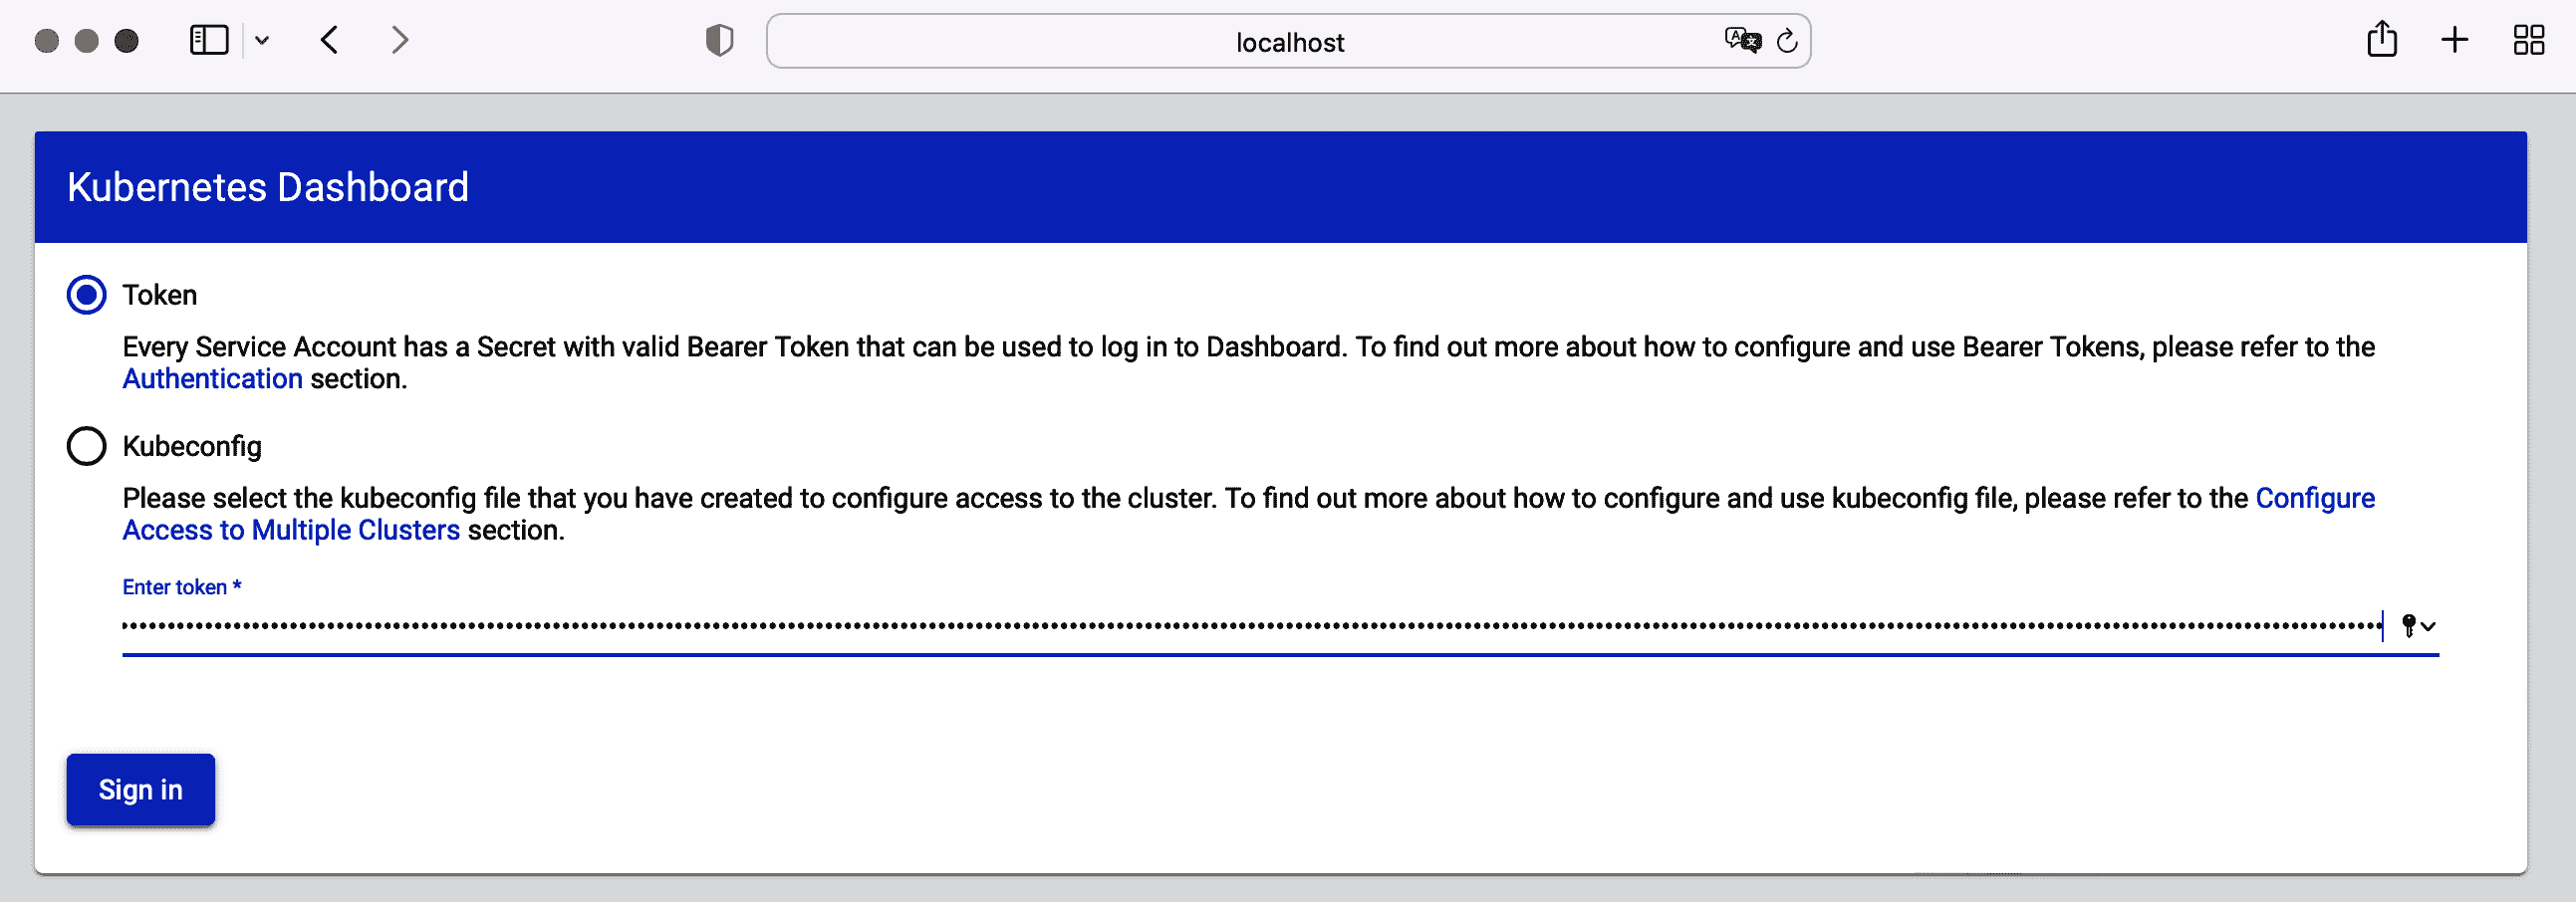 localhost
Kubernetes Dashboard
Token
Every Service Account has a Secret with valid Bearer Token that can be used to log in to Dashboard. To find out more about how to configure and use Bearer Tokens, please refer to the
Authentication section.
Kubeconfig
Please select the kubeconfig file that you have created to configure access to the cluster. To find out more about how to configure and use kubeconfig file, please refer to the Configure
Access to Multiple Clusters section.
Enter token *
Sign in